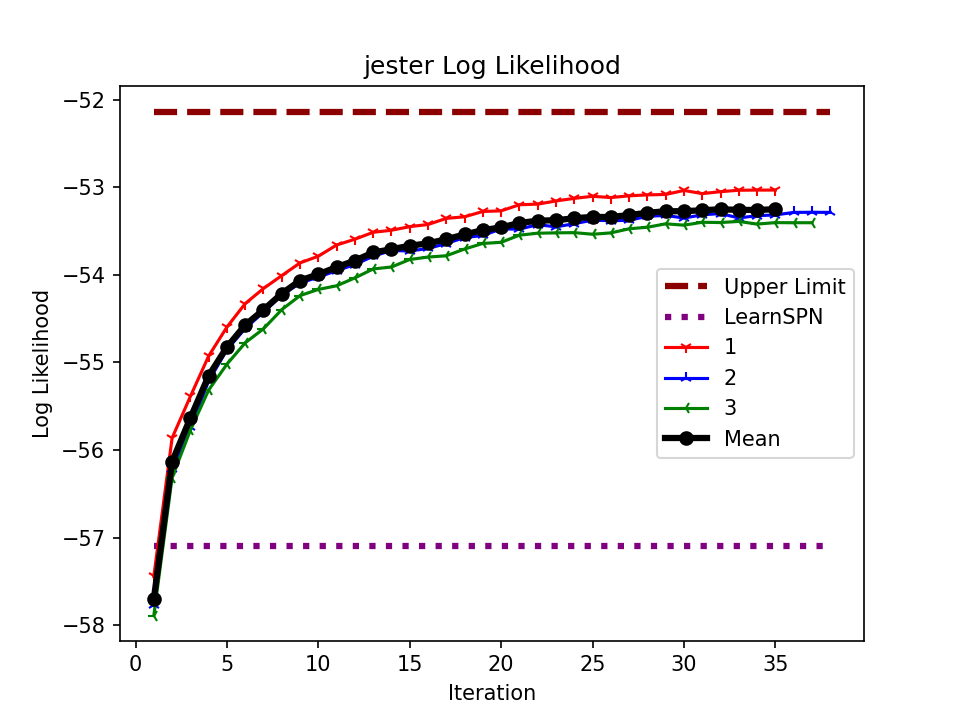 jester Log Likelihood
Log Likelihood
−52
−53
−54
−55
−56
−57
−58
Upper Limit
LearnSPN
1
2
3
Mean
0 5 10 15 20 25 30 35
Iteration